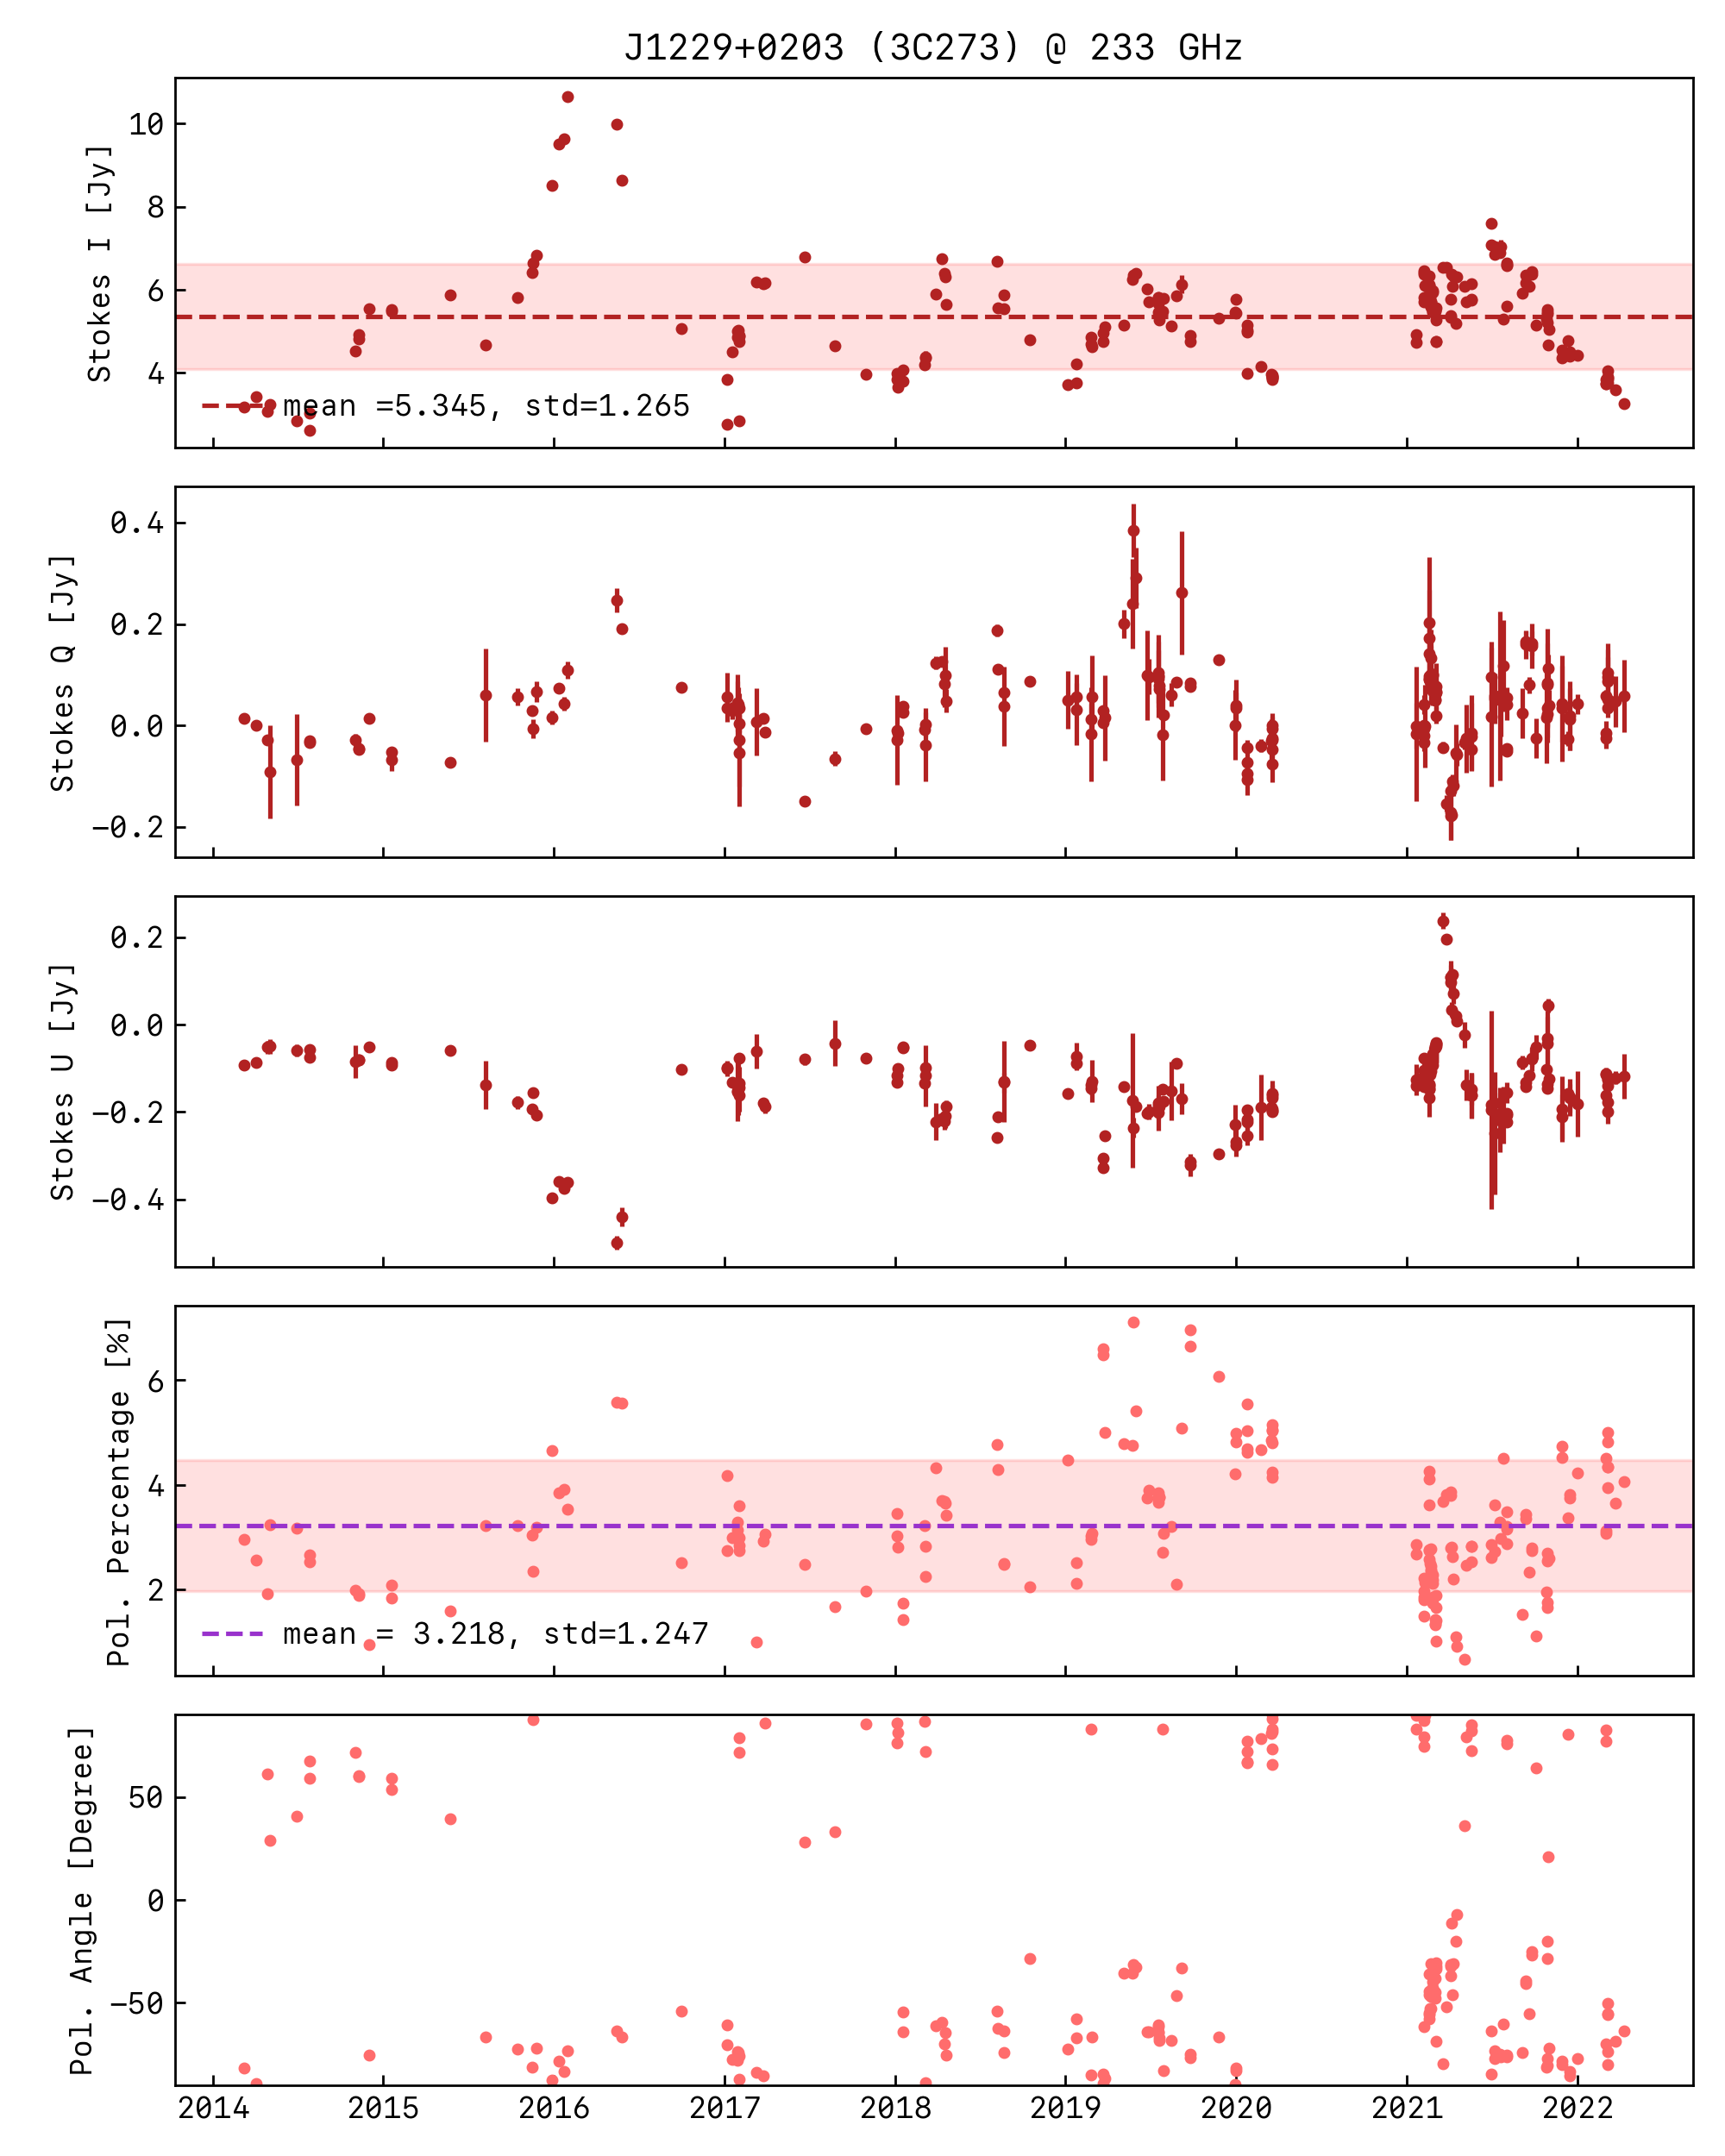 J1229+0203 (3C273) @ 233 GHz
Stokes I [Jy]
10
8
6
4
mean =5.345, std=1.265
Stokes Q [Jy]
0.4
0.2
0.0
−0.2
Stokes U [Jy]
0.2
0.0
−0.2
−0.4
Pol. Percentage [%]
6
4
2
mean = 3.218, std=1.247
Pol. Angle [Degree]
50
0
−50
2014 2015 2016 2017 2018 2019 2020 2021 2022